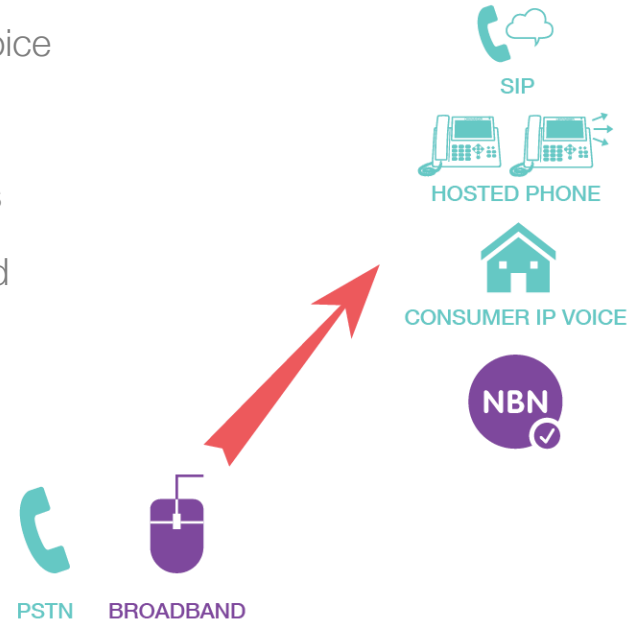 SIP
HOSTED PHONE
CONSUMER IP VOICE
NBN
PSTN
BROADBAND